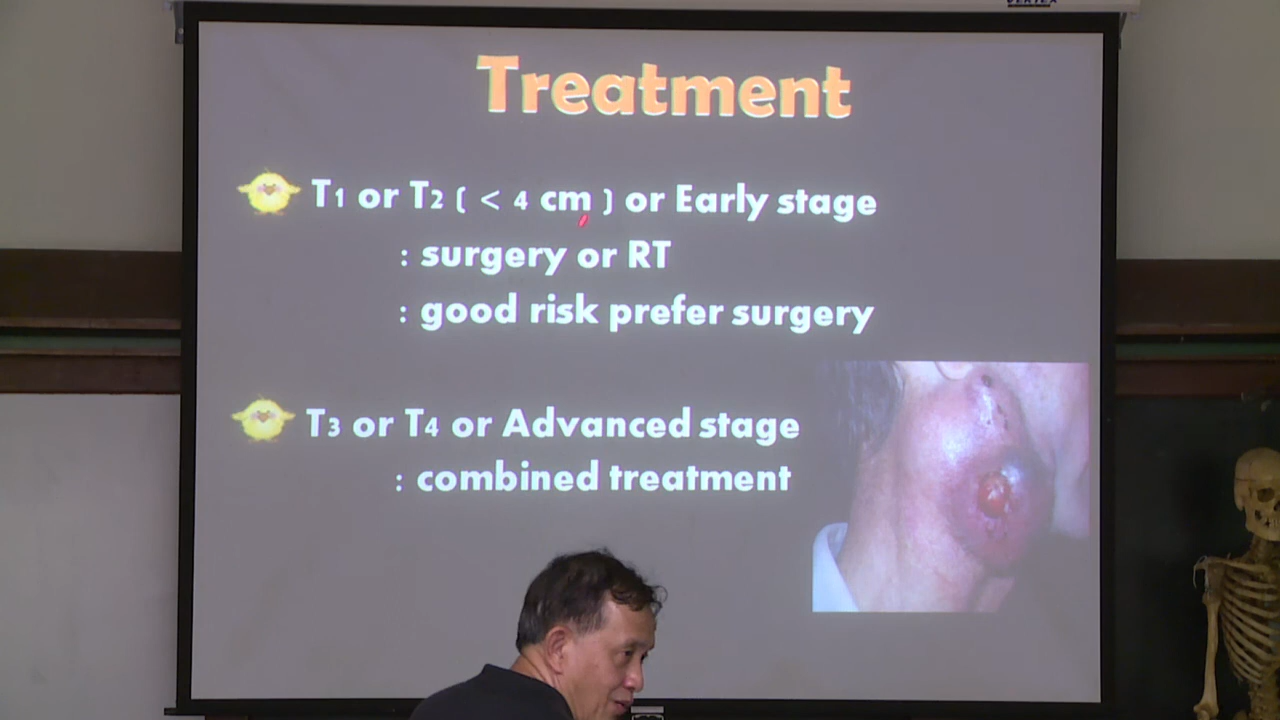 VERTEX
Treatment
T1 or T2 ( < 4 cm ) or Early stage
: surgery or RT
: good risk prefer surgery
T3 or T4 or Advanced stage
: combined treatment